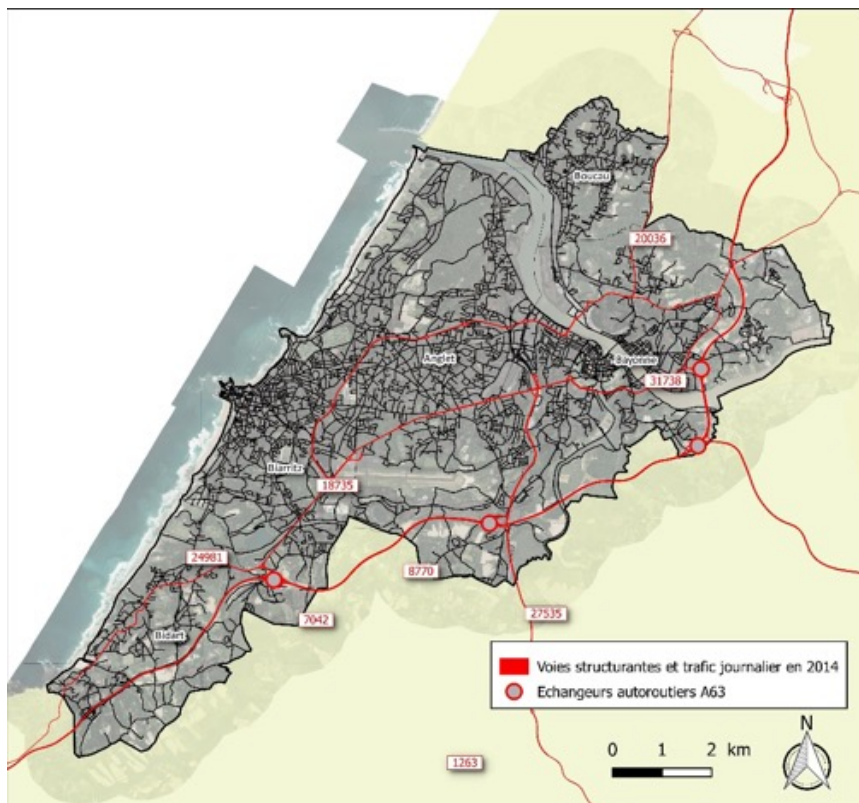 Boucau
20036
Anglet
Bayonne
31738
Biarritz
18735
24981
8770
7042
27535
Bidart
Voies structurantes et trafic journalier en 2014
Echangeurs autoroutiers A63
N
0 1 2 km
1263